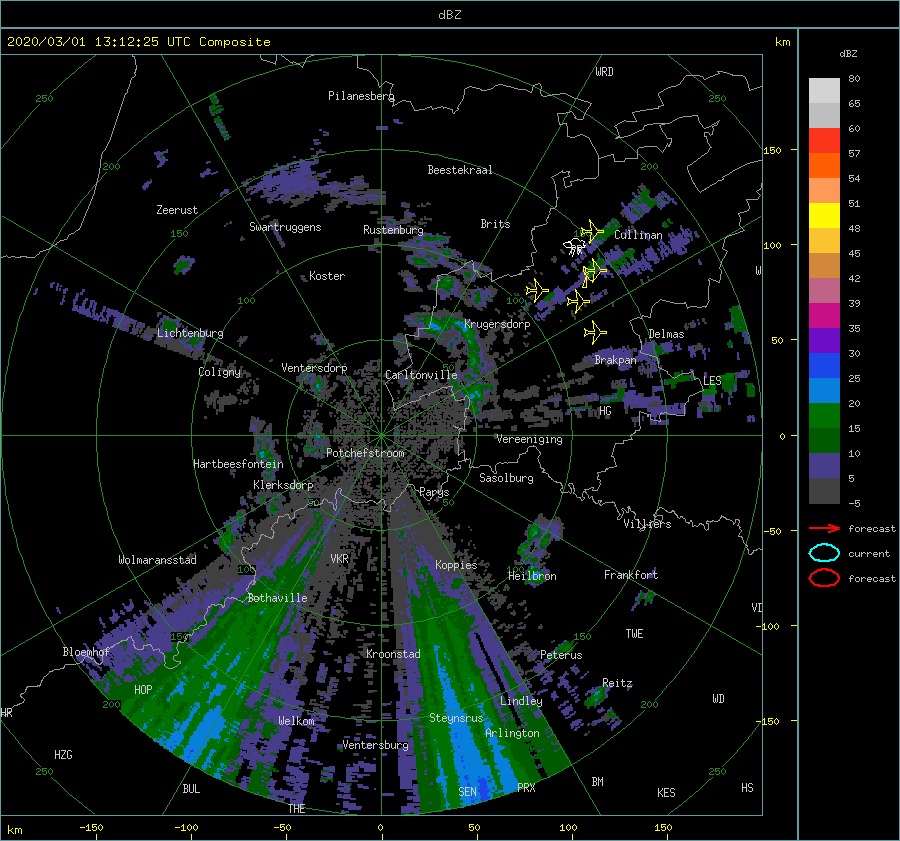 dBZ
2020/03/01 13:12:25 UTC Composite
km
dBZ
WRD
250
Pilanesberg
250
150
200
Beestekraal
200
Zeerust
150
Swartruggens
Rustenburg
Brits
Cullinan
100
Koster
100
100
Lichtenburg
Krugersdorp
Delmas
50
Ventersdorp
Brakpan
Coligny
Carltonville
LES
HG
Vereeniging
0
Potchefstroom
Hartbeesfontein
Sasolburg
Klerksdorp
Parys
50
50
Villiers
-50
Wolmaransstad
VKR
Koppies
100
100
Heilbron
Frankfort
Bothaville
VD
-100
150
150
TWE
Bloemhof
Kroonstad
Peterus
HOP
Reitz
Lindley
WD
200
200
HR
Welkom
Steynsrus
-150
Arlington
Ventersburg
HZG
250
250
BM
BUL
SEN
PRX
KES
HS
THE
km
-150
-100
-50
0
50
100
150
80
65
60
57
54
51
48
45
42
39
35
30
25
20
15
10
5
-5
forecast
current
forecast